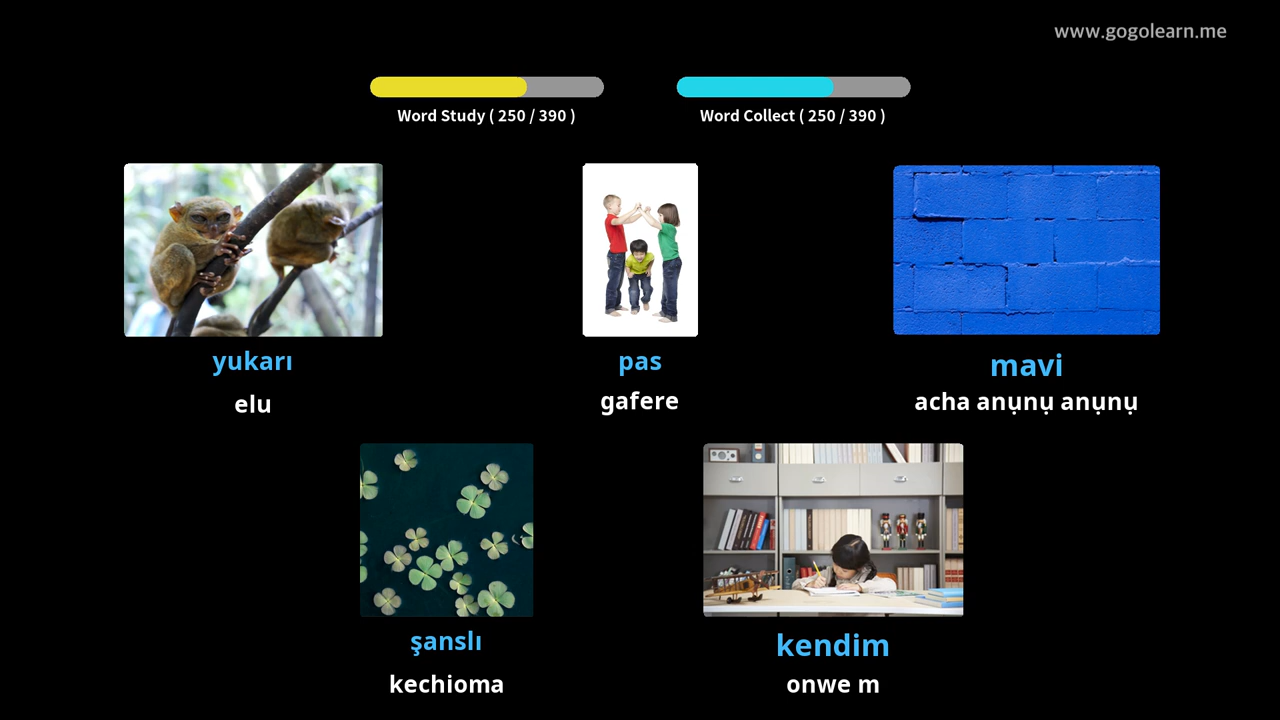 www.gogolearn.me
Word Study ( 250 / 390 )
Word Collect ( 250 / 390 )
yukarı
elu
pas
gafere
mavi
acha anụnụ anụnụ
şanslı
kechioma
kendim
onwe m